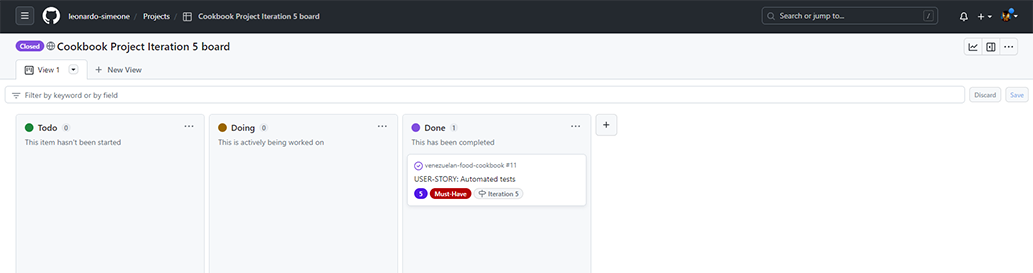 leonardo-simeone / Projects / Cookbook Project Iteration 5 board
Search or jump to... /
Closed Cookbook Project Iteration 5 board
View 1 + New View
Filter by keyword or by field
Discard Save
Todo 0
This item hasn't been started
Doing 0
This is actively being worked on
Done 1
This has been completed
venezuelan-food-cookbook #11
USER-STORY: Automated tests
5 Must-Have Iteration 5